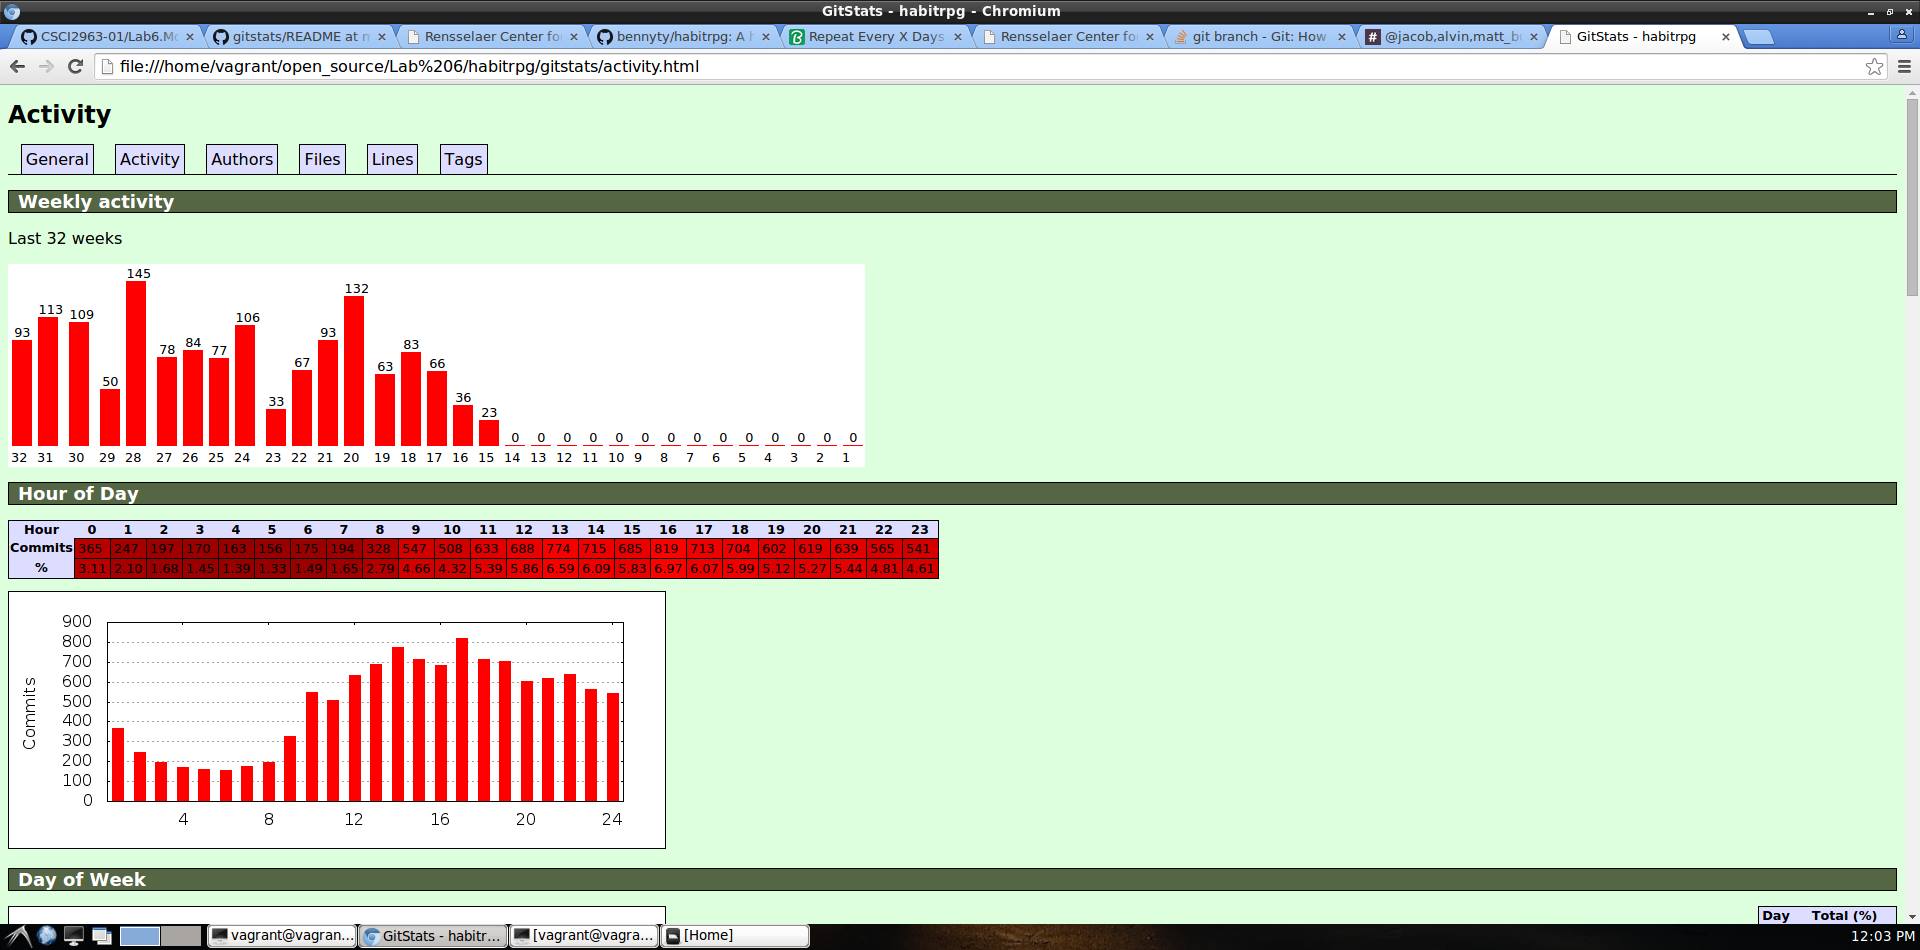 GitStats - habitrpg - Chromium
CSCI2963-01/Lab6.Mo
gitstats/README at m
Rensselaer Center fo
bennyty/habitrpg: A h
Repeat Every X Days
Rensselaer Center fo
git branch - Git: How
@jacob,alvin,matt_bu
GitStats - habitrpg
file:///home/vagrant/open_source/Lab%206/habitrpg/gitstats/activity.html
Activity
General Activity Authors Files Lines Tags
Weekly activity
Last 32 weeks
93 113 109 50 145 78 84 77 106 33 67 93 132 63 83 66 36 23 0 0 0 0 0 0 0 0 0 0 0 0 0 0
32 31 30 29 28 27 26 25 24 23 22 21 20 19 18 17 16 15 14 13 12 11 10 9 8 7 6 5 4 3 2 1
Hour of Day
Hour 0 1 2 3 4 5 6 7 8 9 10 11 12 13 14 15 16 17 18 19 20 21 22 23
Commits 365 247 197 170 163 156 175 194 328 547 508 633 688 774 715 685 819 713 704 602 619 639 565 541
% 3.11 2.10 1.68 1.45 1.39 1.33 1.49 1.65 2.79 4.66 4.32 5.39 5.86 6.59 6.09 5.83 6.97 6.07 5.99 5.12 5.27 5.44 4.81 4.61
Commits
900
800
700
600
500
400
300
200
100
0
4 8 12 16 20 24
Day of Week
Day Total (%)
vagrant@vagran... GitStats - habitr... [vagrant@vagra... [Home] 12:03 PM